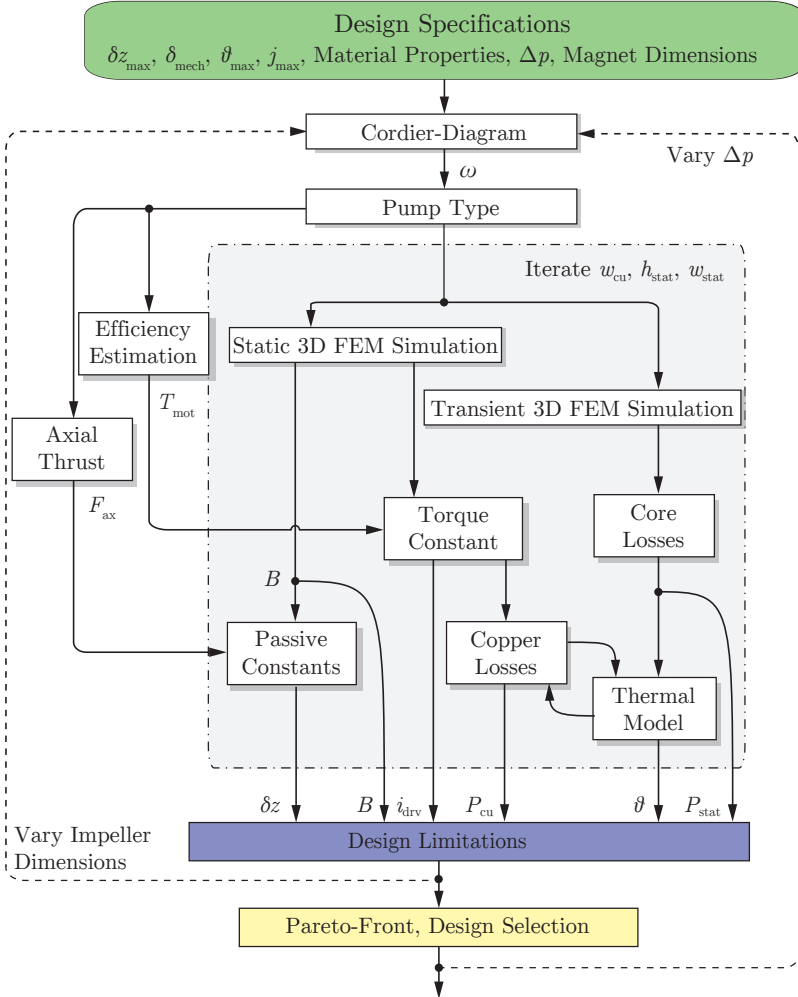 Design Specifications
δz_max, δ_mech, ϑ_max, j_max, Material Properties, Δp, Magnet Dimensions
Cordier-Diagram
Vary Δp
ω
Pump Type
Iterate w_cu, h_stat, w_stat
Efficiency
Estimation
Static 3D FEM Simulation
T_mot
Transient 3D FEM Simulation
Axial
Thrust
F_ax
Torque
Constant
Core
Losses
B
Passive
Constants
Copper
Losses
Thermal
Model
δz
B
i_drv
P_cu
ϑ
P_stat
Vary Impeller
Dimensions
Design Limitations
Pareto-Front, Design Selection